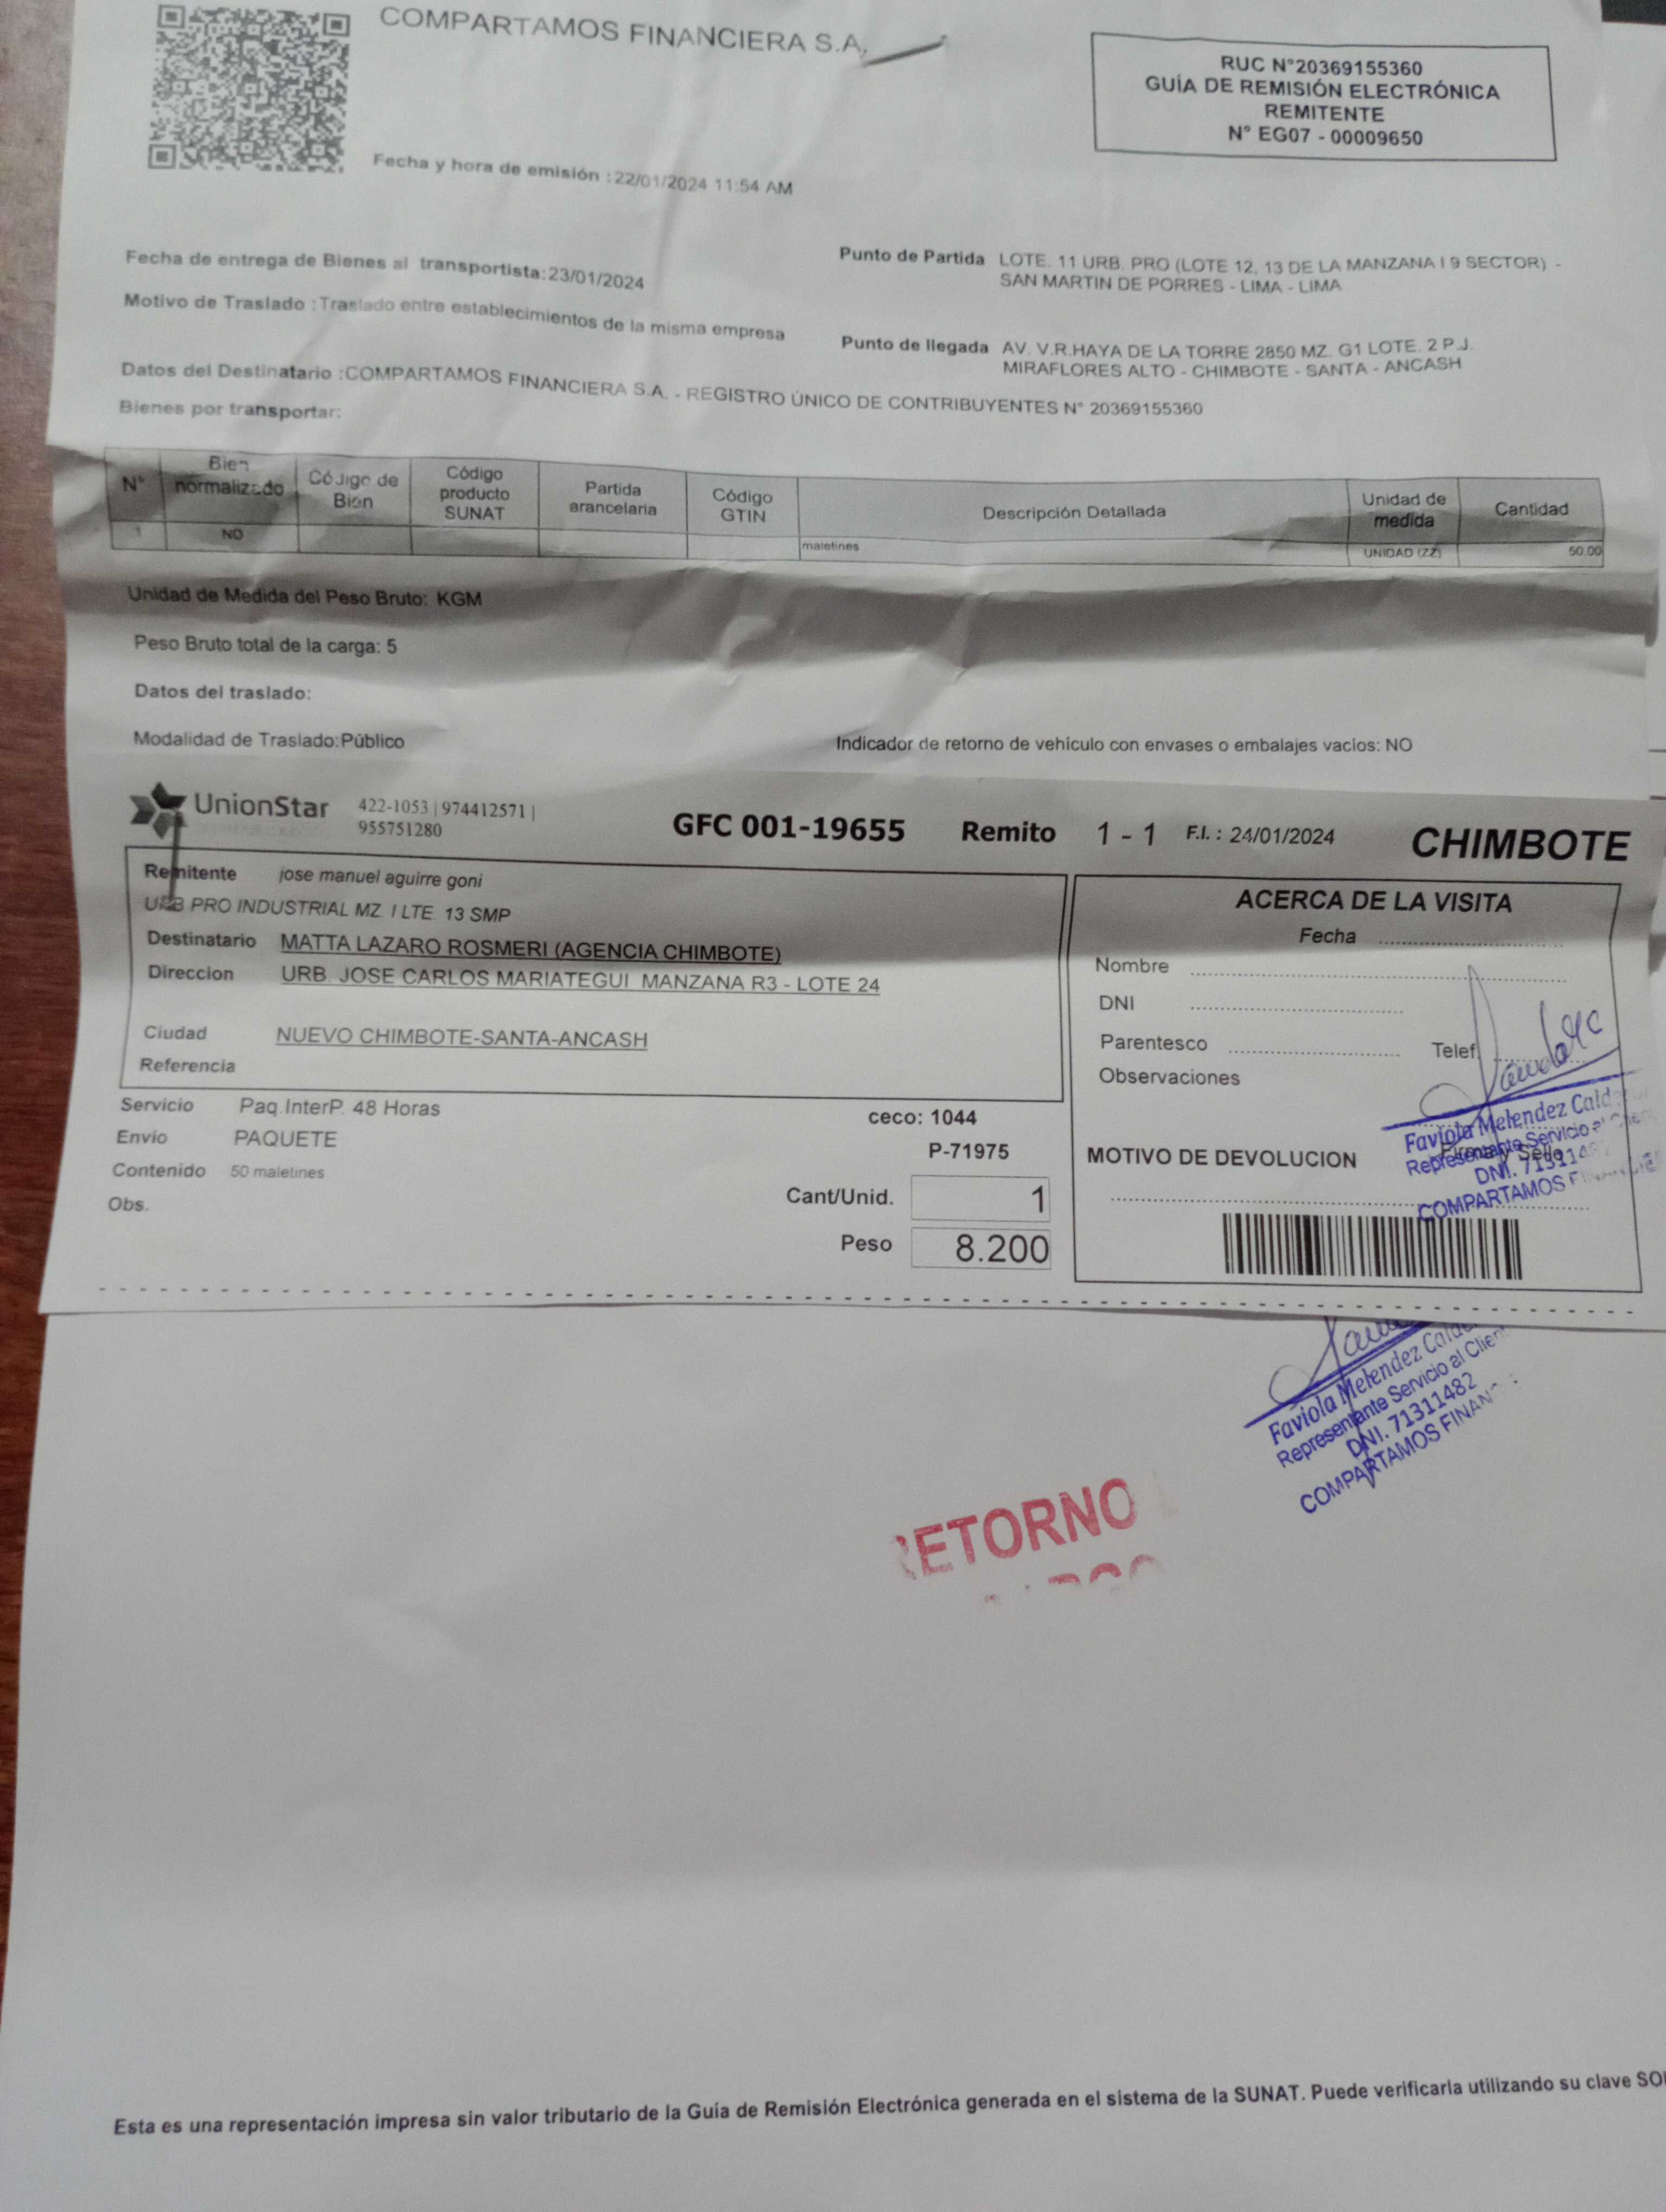 COMPARTAMOS FINANCIERA S.A.
RUC N°20369155360
GUÍA DE REMISIÓN ELECTRÓNICA
REMITENTE
N° EG07 - 00009650
Fecha y hora de emisión :22/01/2024 11:54 AM
Fecha de entrega de Bienes al transportista:23/01/2024
Motivo de Traslado :Traslado entre establecimientos de la misma empresa
Punto de Partida LOTE. 11 URB. PRO (LOTE 12, 13 DE LA MANZANA I 9 SECTOR) -
SAN MARTIN DE PORRES - LIMA - LIMA
Punto de llegada AV. V.R.HAYA DE LA TORRE 2850 MZ. G1 LOTE. 2 P.J.
MIRAFLORES ALTO - CHIMBOTE - SANTA - ANCASH
Datos del Destinatario :COMPARTAMOS FINANCIERA S.A. - REGISTRO ÚNICO DE CONTRIBUYENTES N° 20369155360
Bienes por transportar:
N° Bien normalizado Código de Bien Código producto SUNAT Partida arancelaria Código GTIN Descripción Detallada Unidad de medida Cantidad
1 NO maletines UNIDAD (ZZ) 50.00
Unidad de Medida del Peso Bruto: KGM
Peso Bruto total de la carga: 5
Datos del traslado:
Modalidad de Traslado:Público
Indicador de retorno de vehículo con envases o embalajes vacios: NO
UnionStar
422-1053 | 974412571 |
955751280
GFC 001-19655 Remito 1 - 1 F.I. : 24/01/2024 CHIMBOTE
Remitente jose manuel aguirre goni
URB PRO INDUSTRIAL MZ. I LTE. 13 SMP
Destinatario MATTA LAZARO ROSMERI (AGENCIA CHIMBOTE)
Direccion URB. JOSE CARLOS MARIATEGUI MANZANA R3 - LOTE 24
Ciudad NUEVO CHIMBOTE-SANTA-ANCASH
Referencia
Servicio Paq.InterP. 48 Horas
Envio PAQUETE
Contenido 50 maletines
Obs.
ceco: 1044
P-71975
Cant/Unid. 1
Peso 8.200
ACERCA DE LA VISITA
Fecha
Nombre
DNI
Parentesco Telef.
Observaciones
Faviola Melendez
Representante Servicio al
Firma y Sello
DNI.
COMPARTAMOS
MOTIVO DE DEVOLUCION
Faviola Melendez
Representante Servicio al
DNI. 71311482
COMPARTAMOS
RETORNO
Esta es una representación impresa sin valor tributario de la Guía de Remisión Electrónica generada en el sistema de la SUNAT. Puede verificarla utilizando su clave